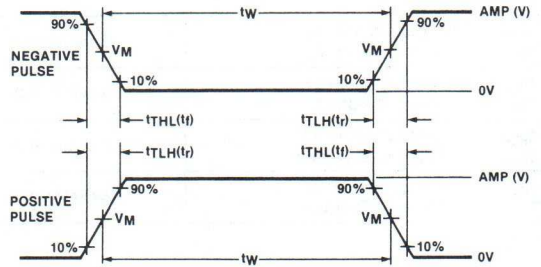 tW
AMP (V)
90%
90%
VM
VM
NEGATIVE
PULSE
10%
10%
0V
tTHL(tf)
tTLH(tr)
tTLH(tr)
tTHL(tf)
AMP (V)
90%
90%
POSITIVE
PULSE
VM
VM
10%
10%
tW
0V